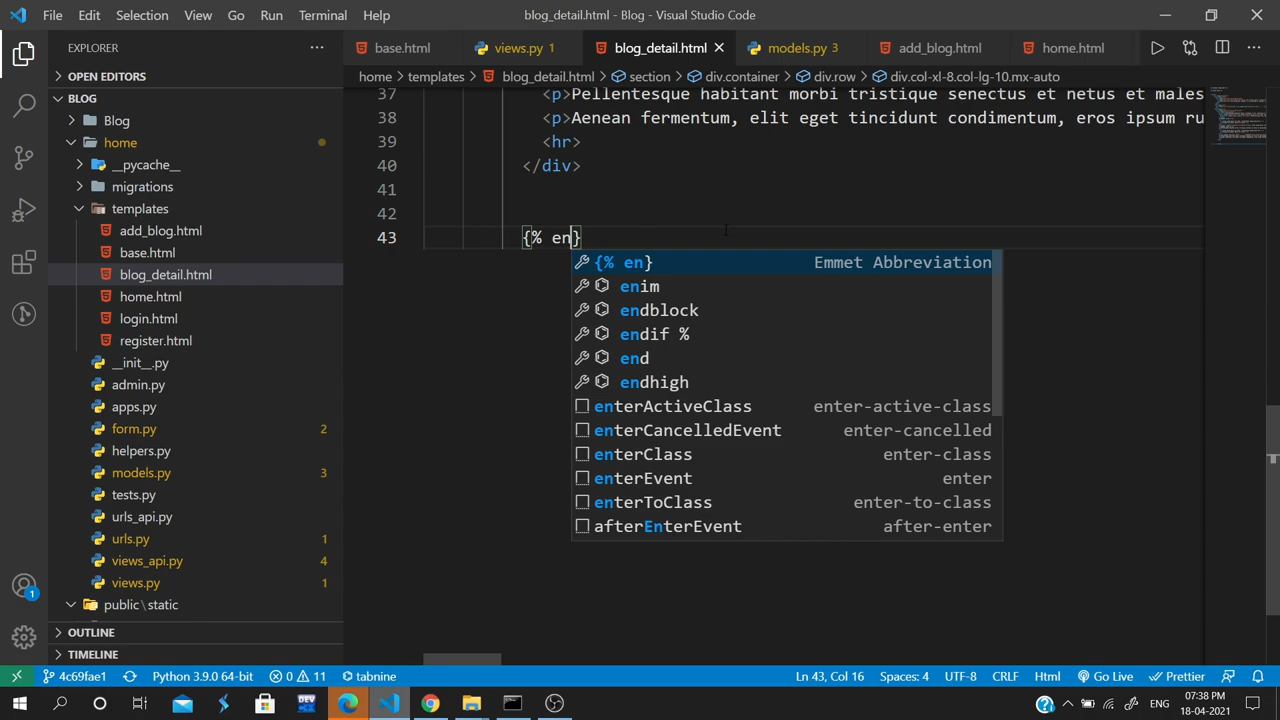 File Edit Selection View Go Run Terminal Help blog_detail.html - Blog - Visual Studio Code
EXPLORER
base.html views.py 1 blog_detail.html models.py 3 add_blog.html home.html
home > templates > blog_detail.html > section > div.container > div.row > div.col-xl-8.col-lg-10.mx-auto
OPEN EDITORS
BLOG
Blog
home
__pycache__
migrations
templates
add_blog.html
base.html
blog_detail.html
home.html
login.html
register.html
__init__.py
admin.py
apps.py
form.py 2
helpers.py
models.py 3
tests.py
urls_api.py
urls.py 1
views_api.py 4
views.py 1
public\static
OUTLINE
TIMELINE
37 <p>Pellentesque habitant morbi tristique senectus et netus et males
38 <p>Aenean fermentum, elit eget tincidunt condimentum, eros ipsum ru
39 <hr>
40 </div>
41
42
43 {% en}
{% en} Emmet Abbreviation
enim
endblock
endif %
end
endhigh
enterActiveClass enter-active-class
enterCancelledEvent enter-cancelled
enterClass enter-class
enterEvent enter
enterToClass enter-to-class
afterEnterEvent after-enter
1
4c69fae1 Python 3.9.0 64-bit 0 11 tabnine Ln 43, Col 16 Spaces: 4 UTF-8 CRLF Html Go Live Prettier
DEV
ENG
07:38 PM
18-04-2021